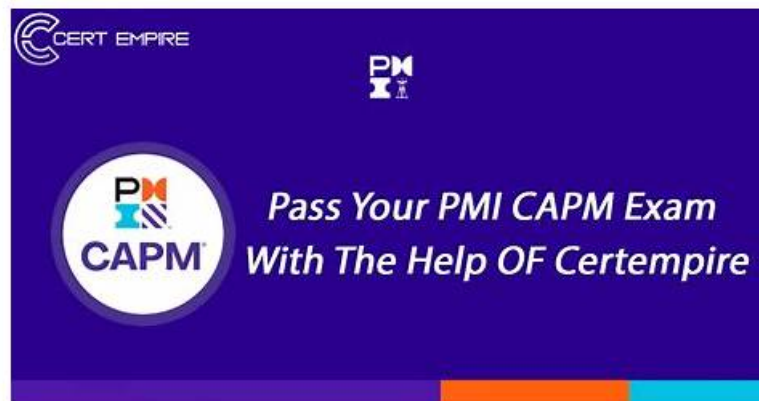 CERT EMPIRE
PMI
PMI
CAPM®
Pass Your PMI CAPM Exam
With The Help OF Certempire